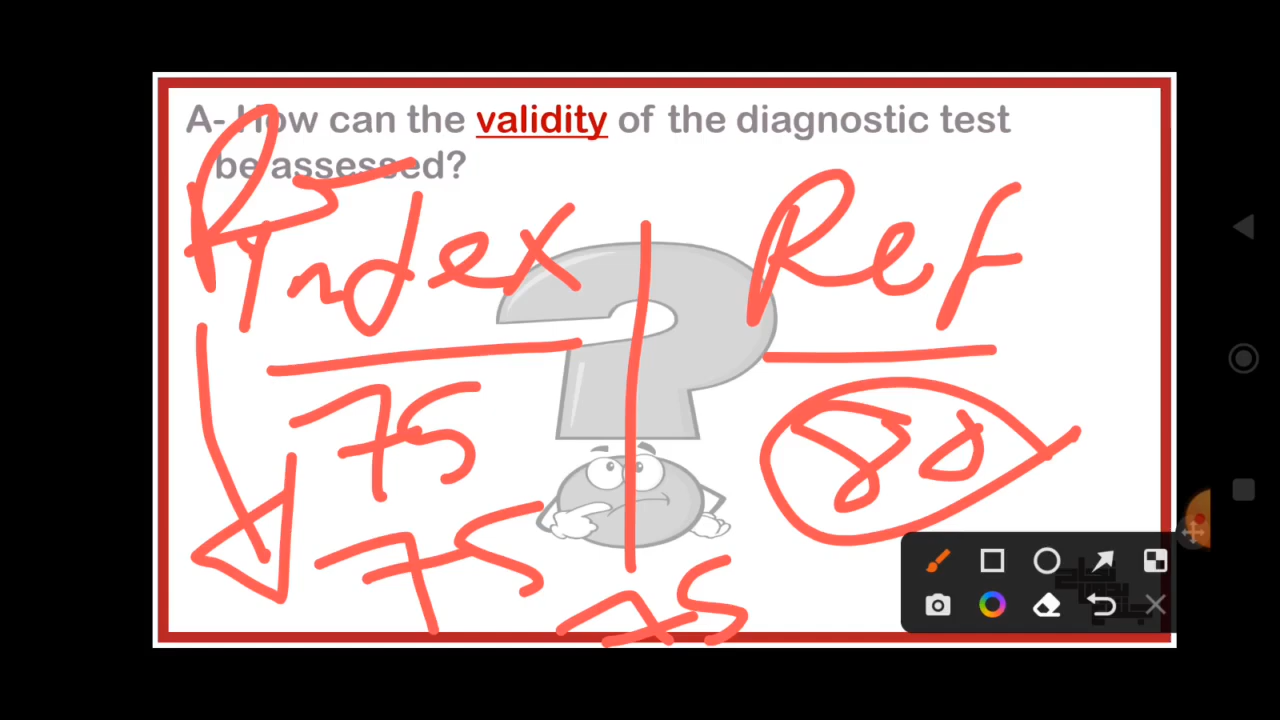 A- How can the validity of the diagnostic test
be assessed?
Index Ref
75 80
75
75